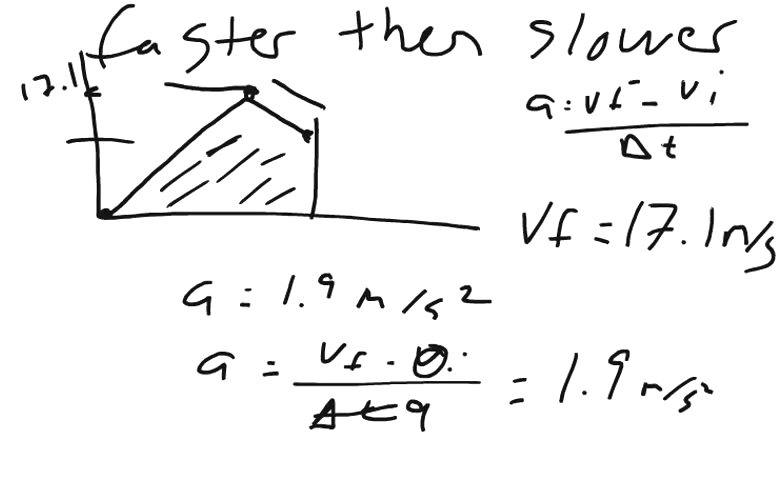 faster then slower
17.1
a = vf - vi
Δt
Vf = 17.1 m/s
a = 1.9 m/s²
a = Vf - 0 = 1.9 m/s²
Δt 9